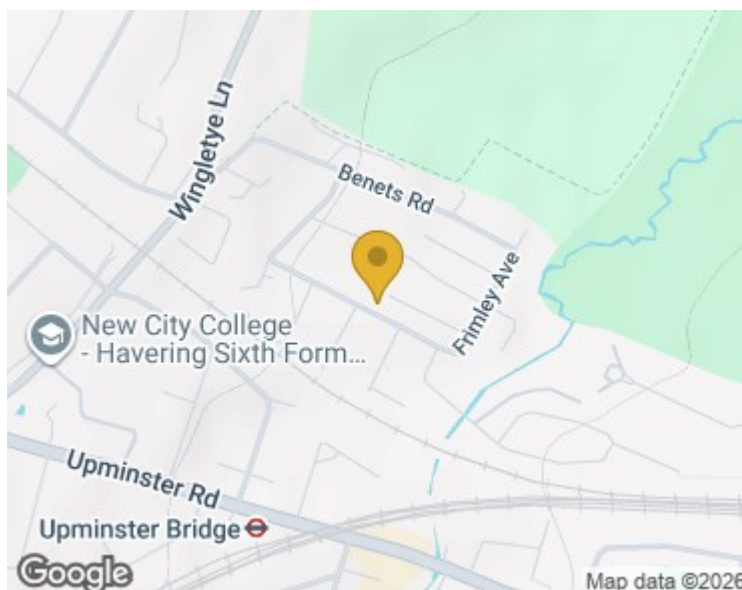 Wingletye Ln
Benets Rd
Frimley Ave
New City College
- Havering Sixth Form...
Upminster Rd
Upminster Bridge
Google
Map data ©2026